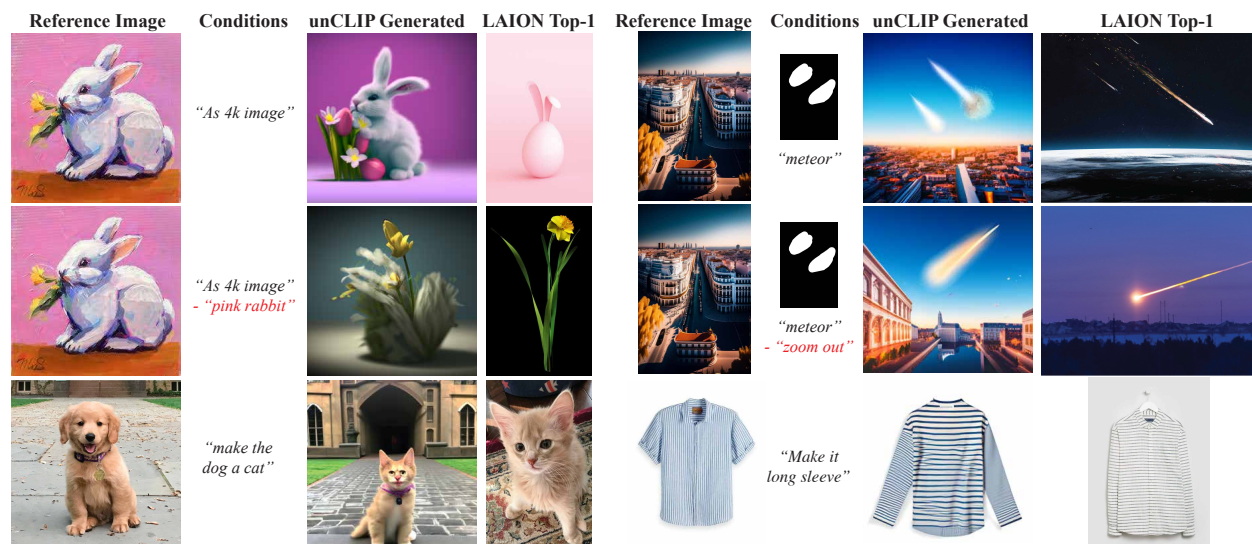 Reference Image Conditions unCLIP Generated LAION Top-1 Reference Image Conditions unCLIP Generated LAION Top-1
“As 4k image”
“meteor”
“As 4k image”
- “pink rabbit”
“meteor”
- “zoom out”
“make the
dog a cat”
“Make it
long sleeve”